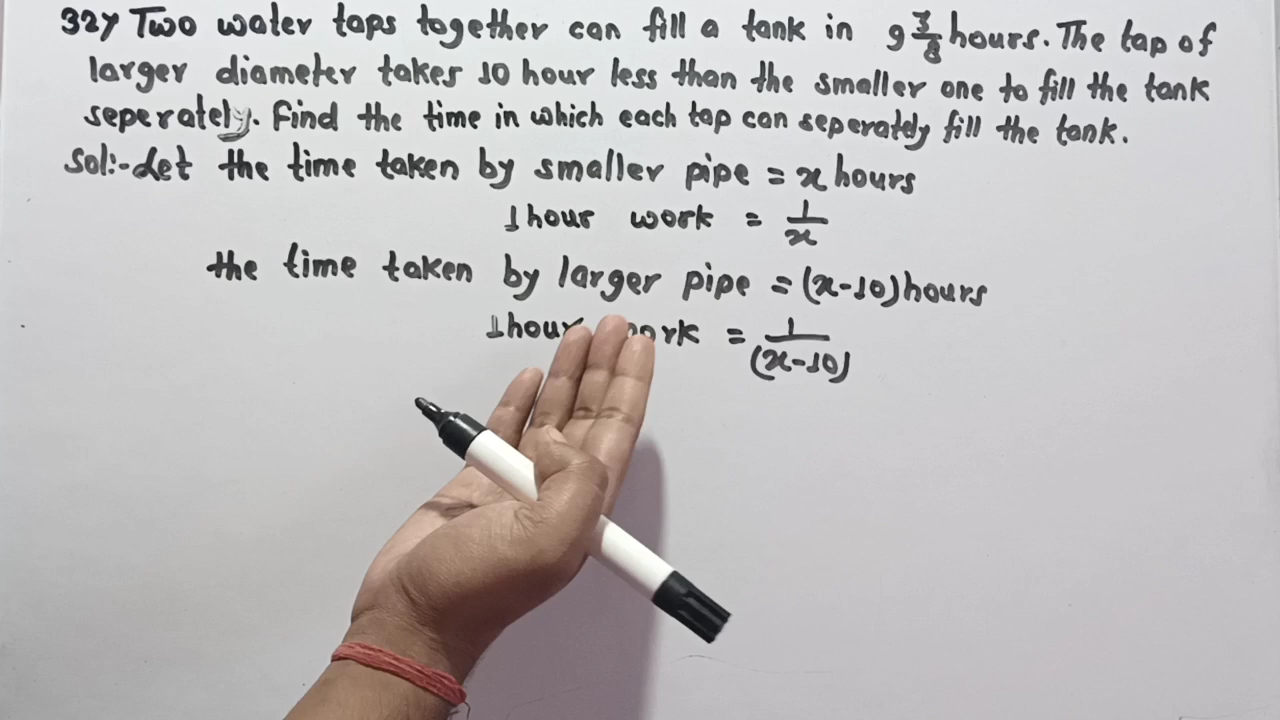 32) Two water taps together can fill a tank in 9 3/8 hours. The tap of
larger diameter takes 10 hour less than the smaller one to fill the tank
seperately. Find the time in which each tap can seperately fill the tank.
Sol:- Let the time taken by smaller pipe = x hours
1 hour work = 1/x
the time taken by larger pipe = (x-10) hours
1 hour work = 1/(x-10)